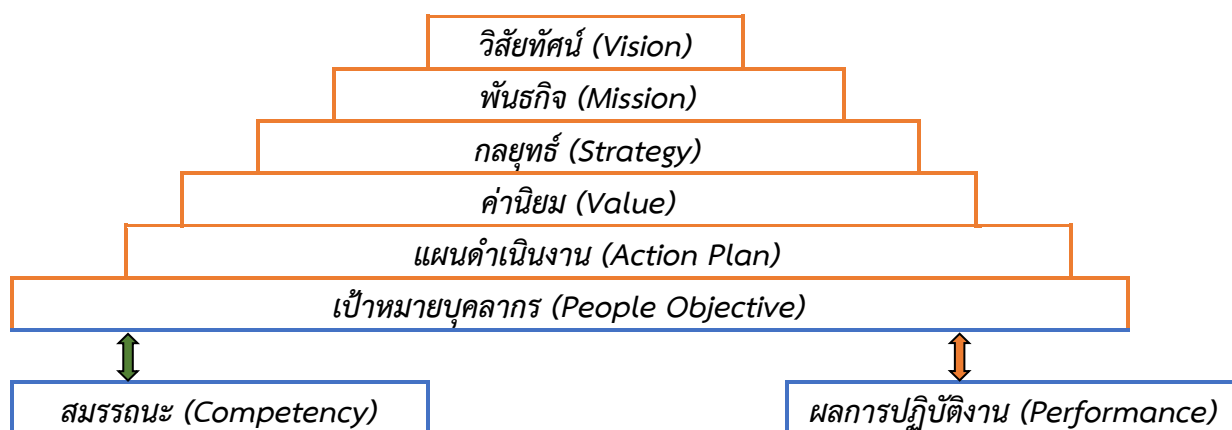 วิสัยทัศน์ (Vision)
พันธกิจ (Mission)
กลยุทธ์ (Strategy)
ค่านิยม (Value)
แผนดำเนินงาน (Action Plan)
เป้าหมายบุคลากร (People Objective)
สมรรถนะ (Competency)
ผลการปฏิบัติงาน (Performance)